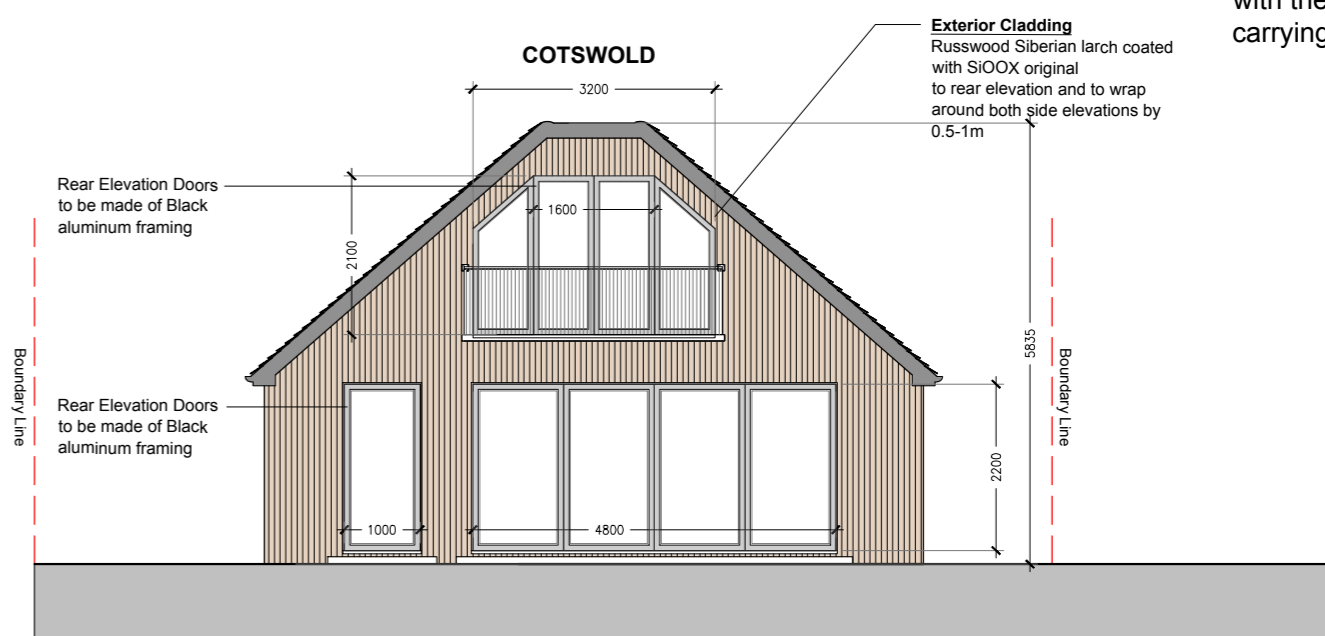 with the
carrying
Exterior Cladding
Russwood Siberian larch coated
with SiOOX original
to rear elevation and to wrap
around both side elevations by
0.5-1m
COTSWOLD
3200
Rear Elevation Doors
to be made of Black
aluminum framing
1600
2100
5835
Boundary Line
Boundary Line
Rear Elevation Doors
to be made of Black
aluminum framing
2200
1000
4800